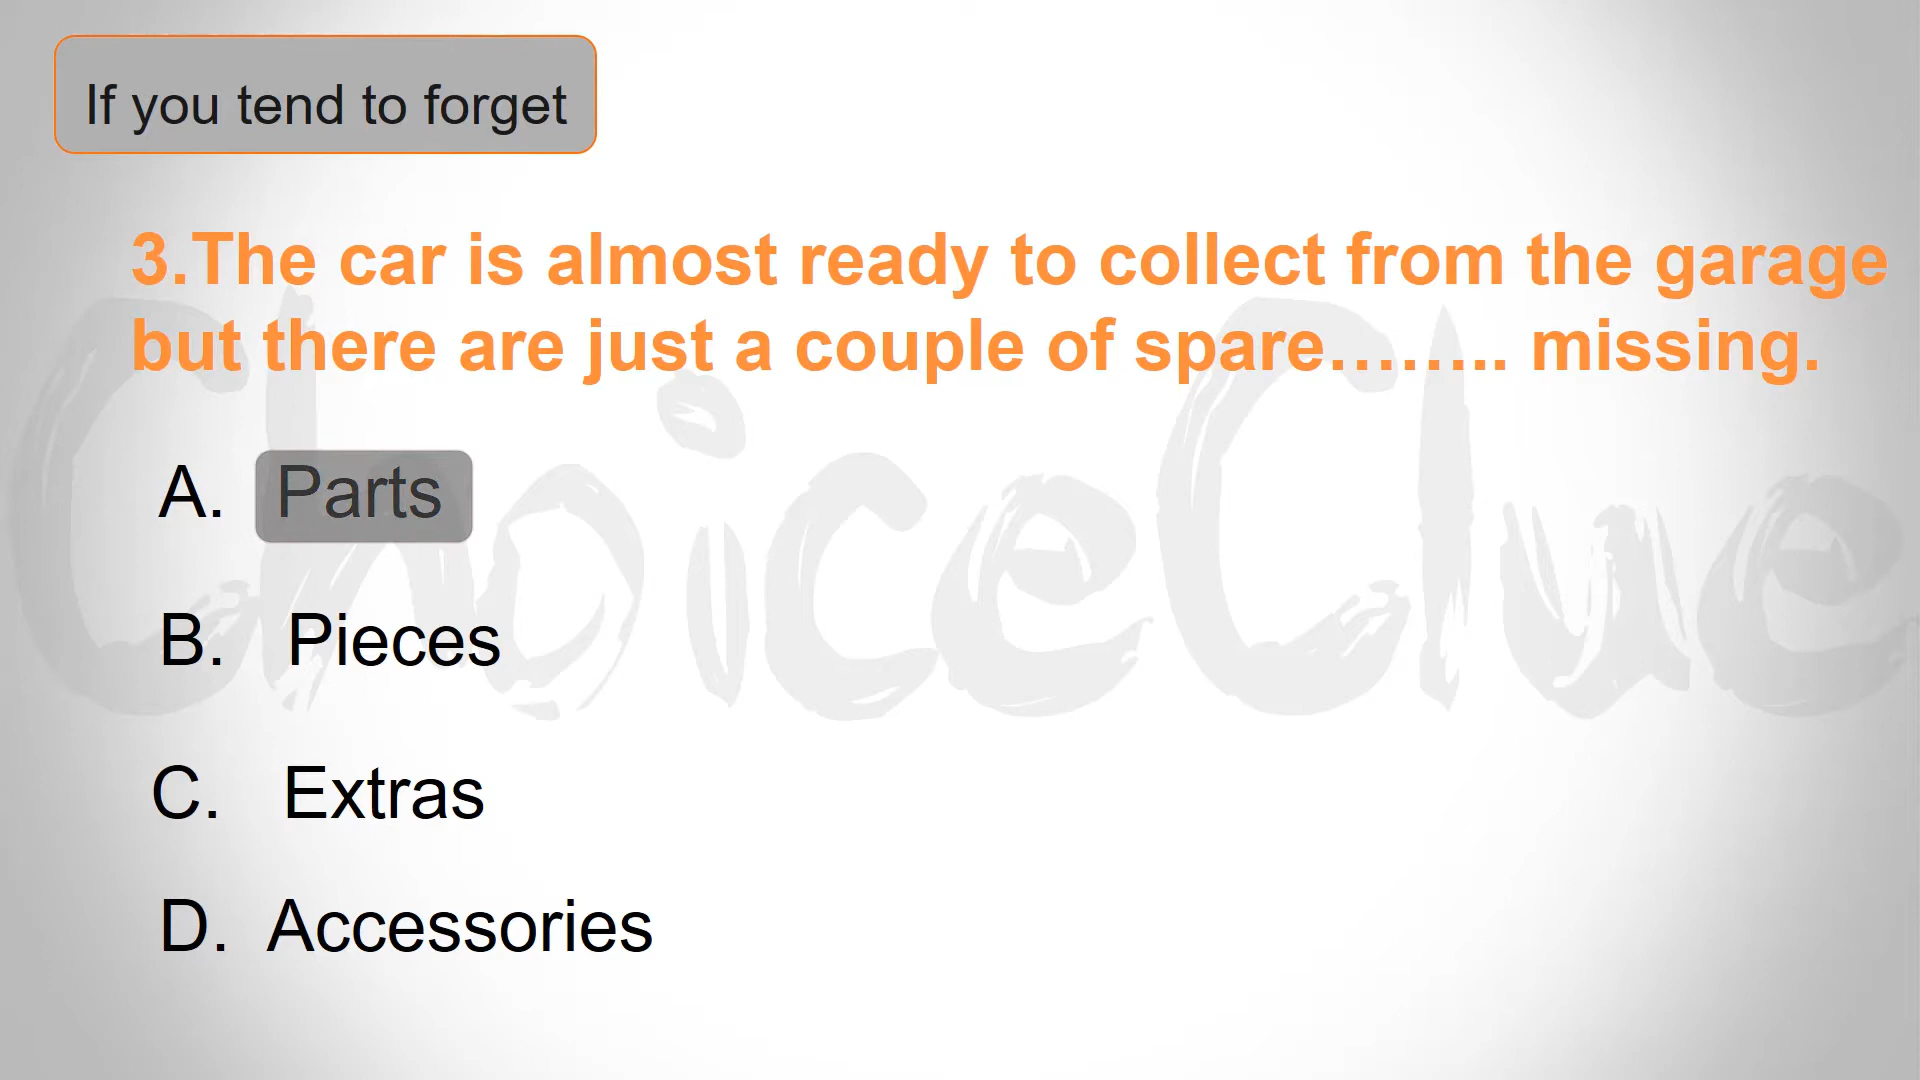 If you tend to forget
3.The car is almost ready to collect from the garage
but there are just a couple of spare…….. missing.
A. Parts
B. Pieces
C. Extras
D. Accessories
ChoiceClue